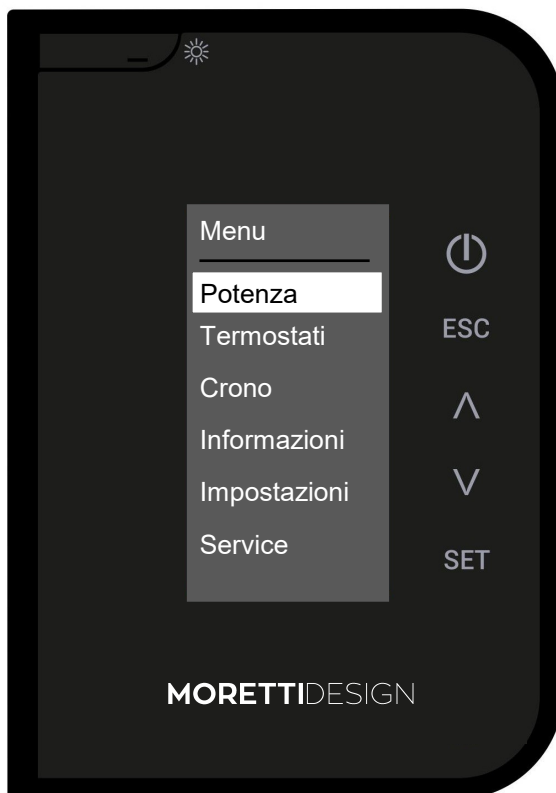 Menu
Potenza
Termostati
Crono
Informazioni
Impostazioni
Service
ESC
SET
MORETTIDESIGN